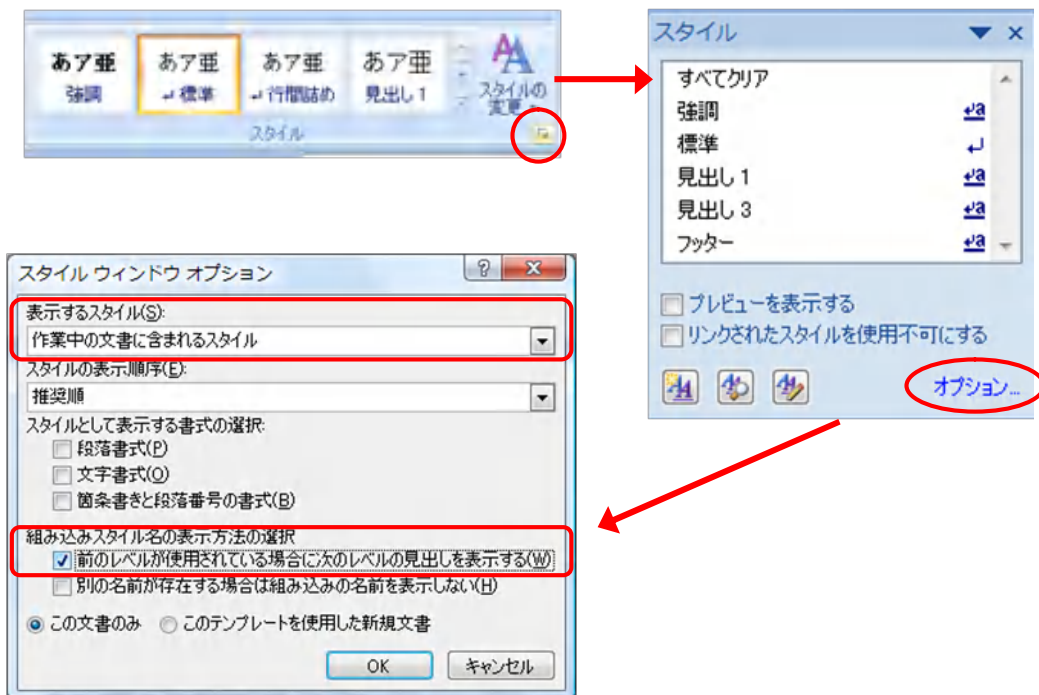 あア亜 あア亜 あア亜 あア亜
強調 ↵標準 ↵行間詰め 見出し 1
スタイルの
変更
スタイル
スタイル
すべてクリア
強調
標準
見出し 1
見出し 3
フッター
プレビューを表示する
リンクされたスタイルを使用不可にする
オプション...
スタイル ウィンドウ オプション
表示するスタイル(S):
作業中の文書に含まれるスタイル
スタイルの表示順序(E):
推奨順
スタイルとして表示する書式の選択:
段落書式(P)
文字書式(O)
箇条書きと段落番号の書式(B)
組み込みスタイル名の表示方法の選択
前のレベルが使用されている場合に次のレベルの見出しを表示する(W)
別の名前が存在する場合は組み込みの名前を表示しない(H)
この文書のみ このテンプレートを使用した新規文書
OK キャンセル